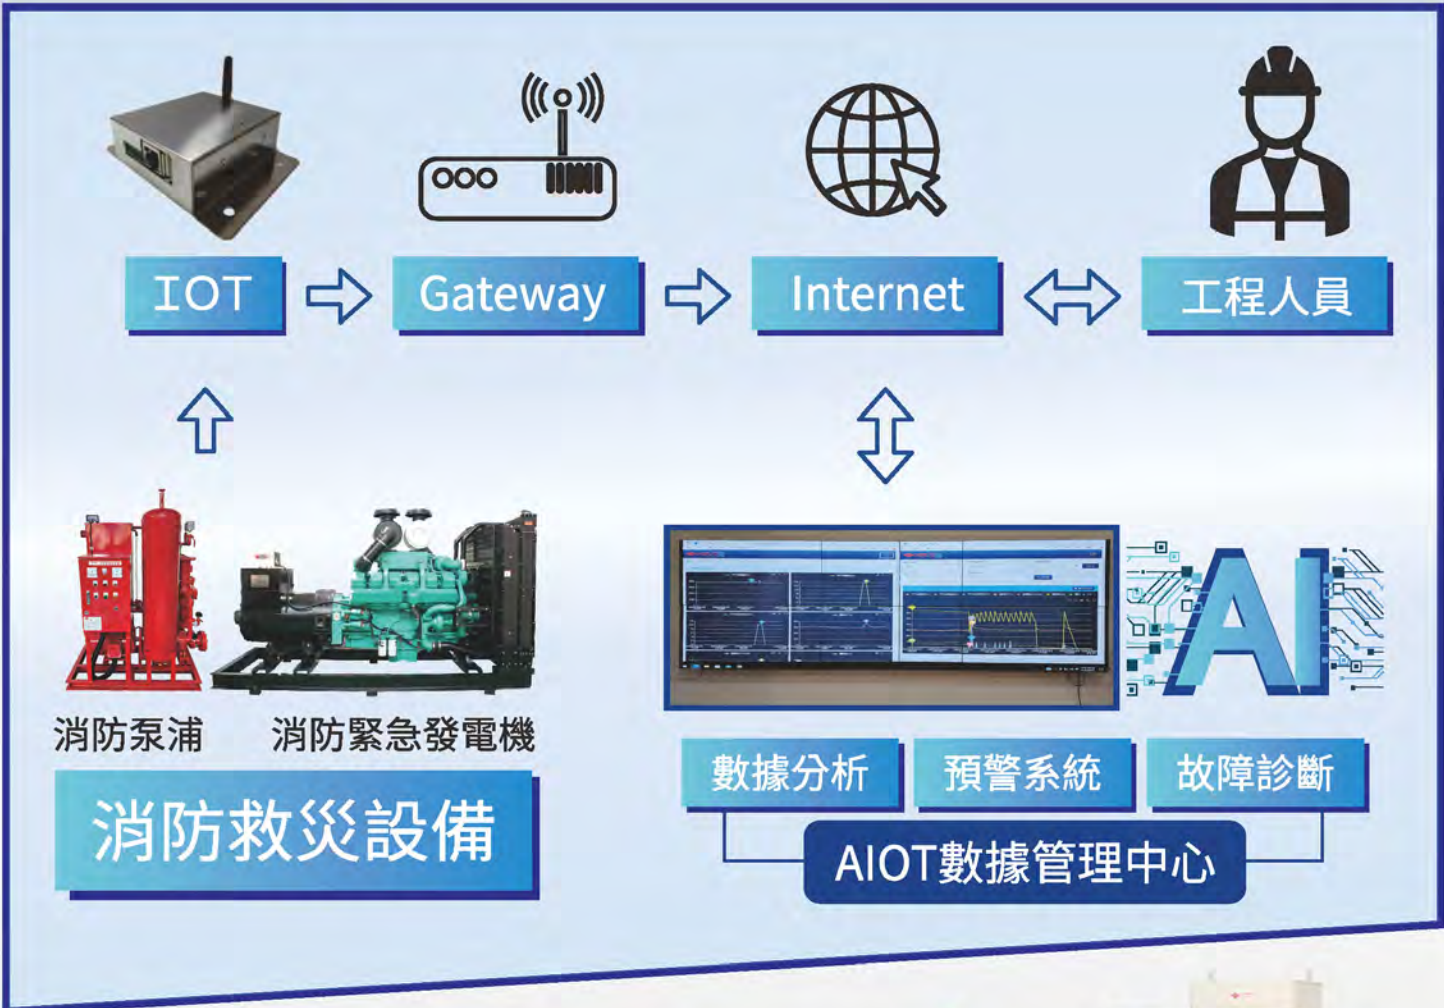 IOT
Gateway
Internet
工程人員
消防泵浦
消防緊急發電機
消防救災設備
AI
數據分析
預警系統
故障診斷
AIOT數據管理中心